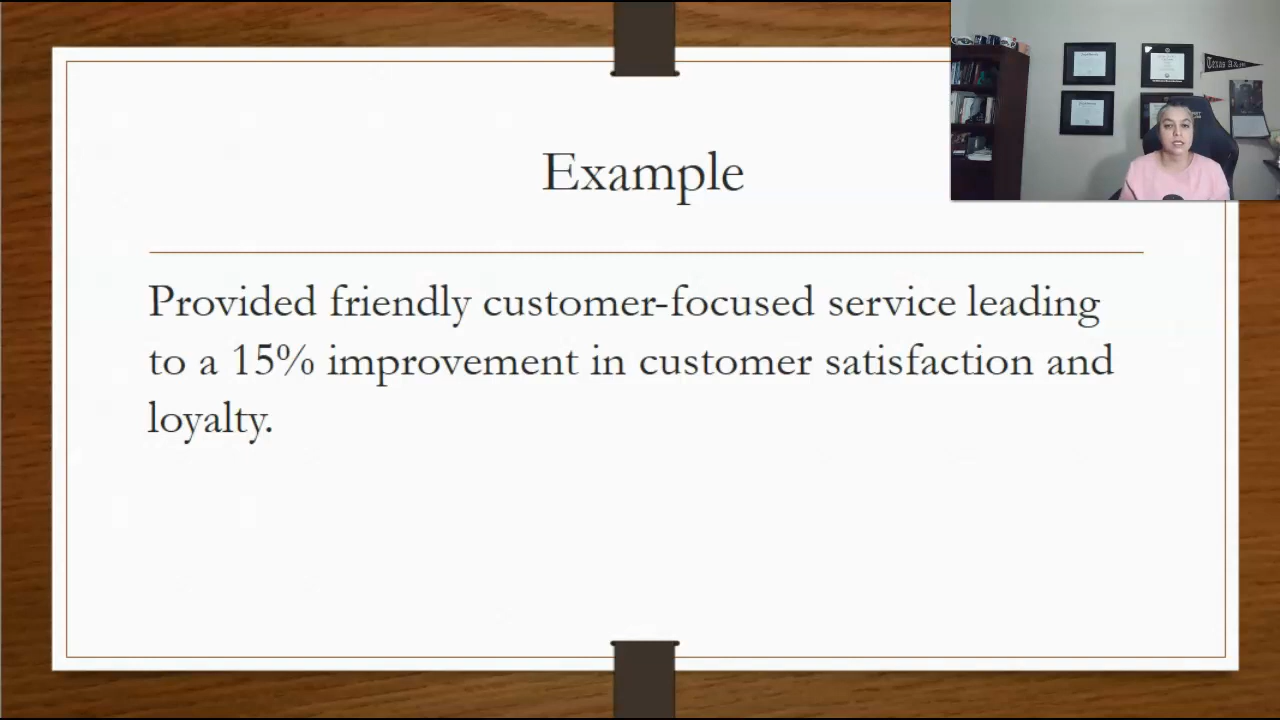 Example
Provided friendly customer-focused service leading
to a 15% improvement in customer satisfaction and
loyalty.